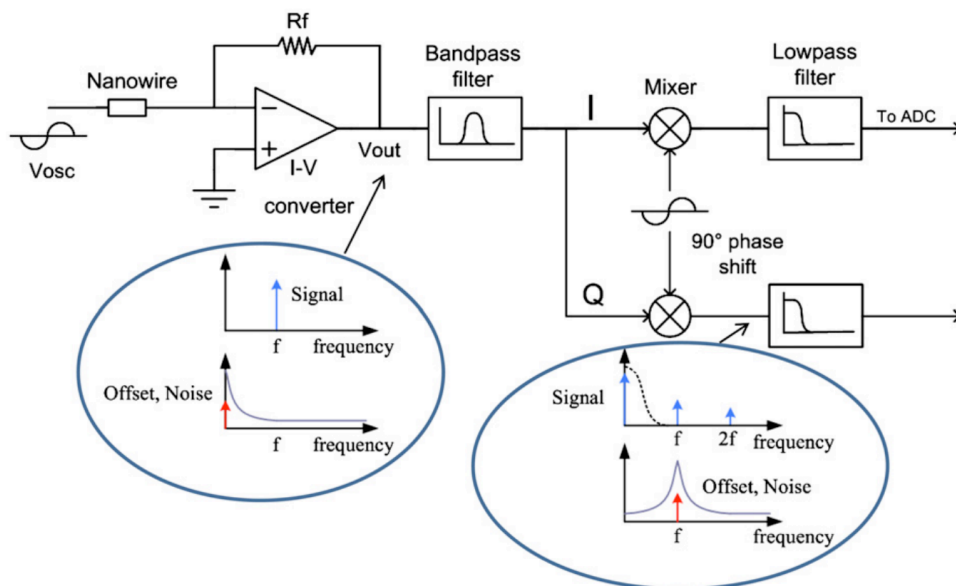 Rf
Nanowire
Vosc
−
+
I-V
converter
Vout
Bandpass
filter
I
Q
Mixer
90° phase
shift
Lowpass
filter
To ADC
Signal
f
frequency
Offset, Noise
f
frequency
Signal
f
2f
frequency
Offset, Noise
f